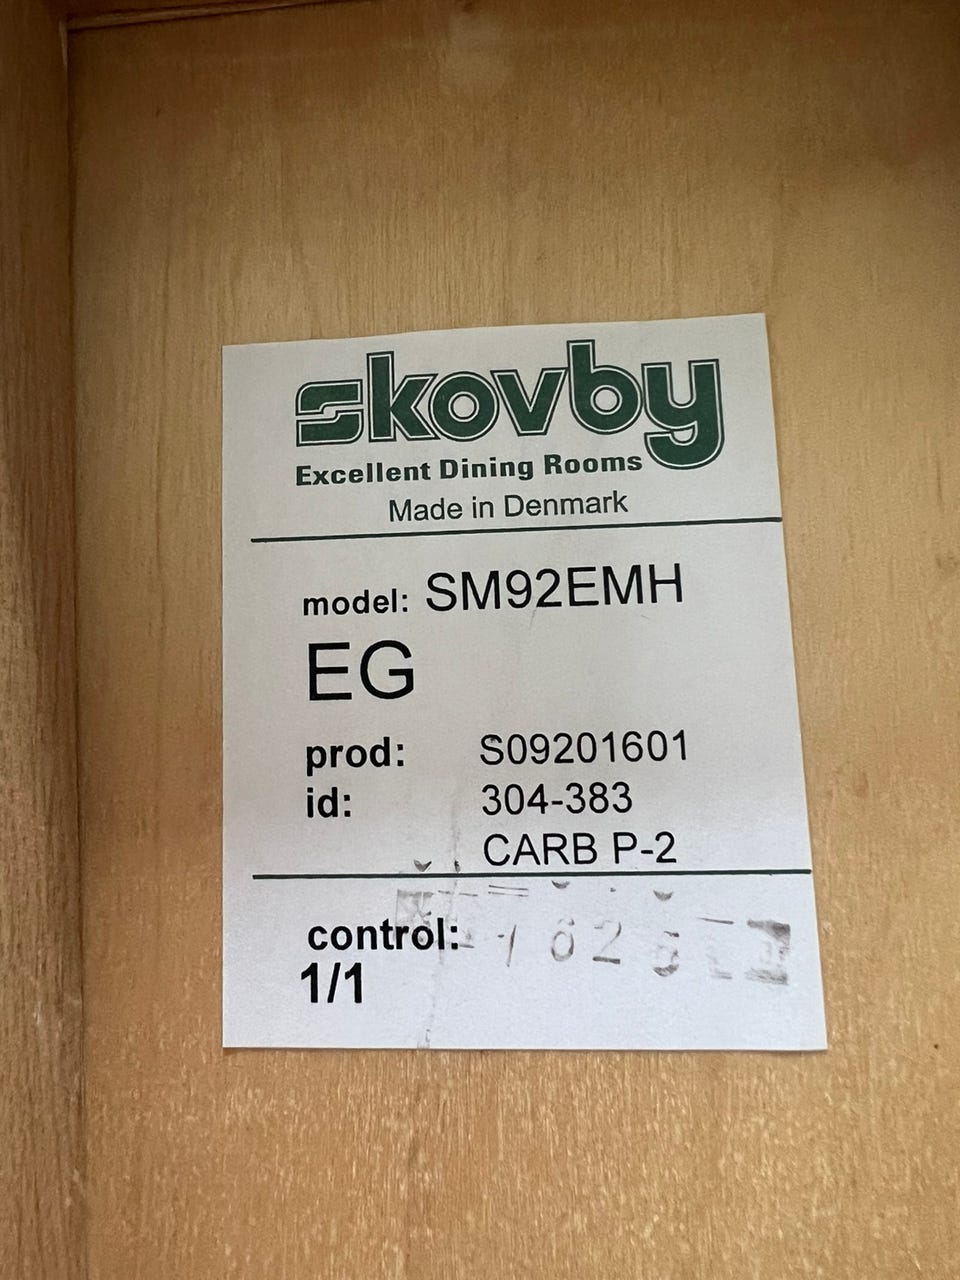 skovby
Excellent Dining Rooms
Made in Denmark
model: SM92EMH
EG
prod: S09201601
id: 304-383
CARB P-2
control:
1/1